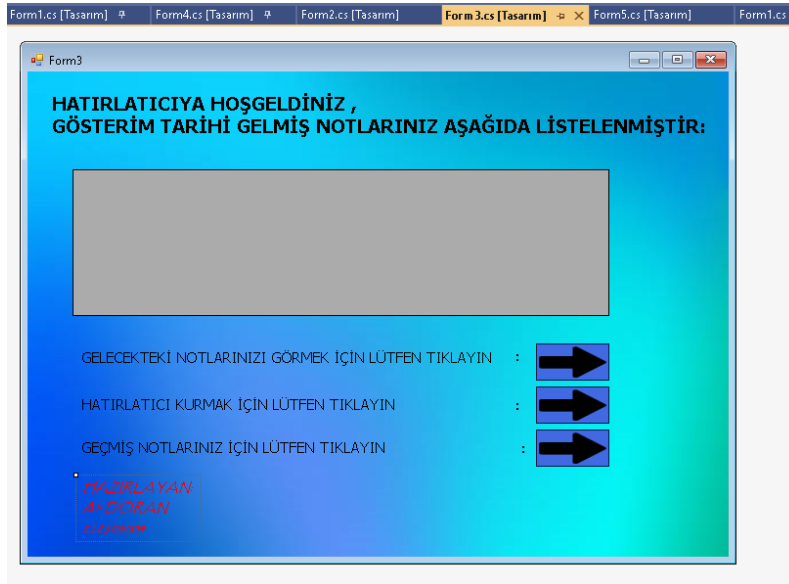 Form1.cs [Tasarım] Form4.cs [Tasarım] Form2.cs [Tasarım] Form3.cs [Tasarım] Form5.cs [Tasarım] Form1.cs
Form3
HATIRLATICIYA HOŞGELDİNİZ ,
GÖSTERİM TARİHİ GELMİŞ NOTLARINIZ AŞAĞIDA LİSTELENMİŞTİR:
GELECEKTEKİ NOTLARINIZI GÖRMEK İÇİN LÜTFEN TIKLAYIN :
HATIRLATICI KURMAK İÇİN LÜTFEN TIKLAYIN :
GEÇMİŞ NOTLARINIZ İÇİN LÜTFEN TIKLAYIN :
HAZIRLAYAN